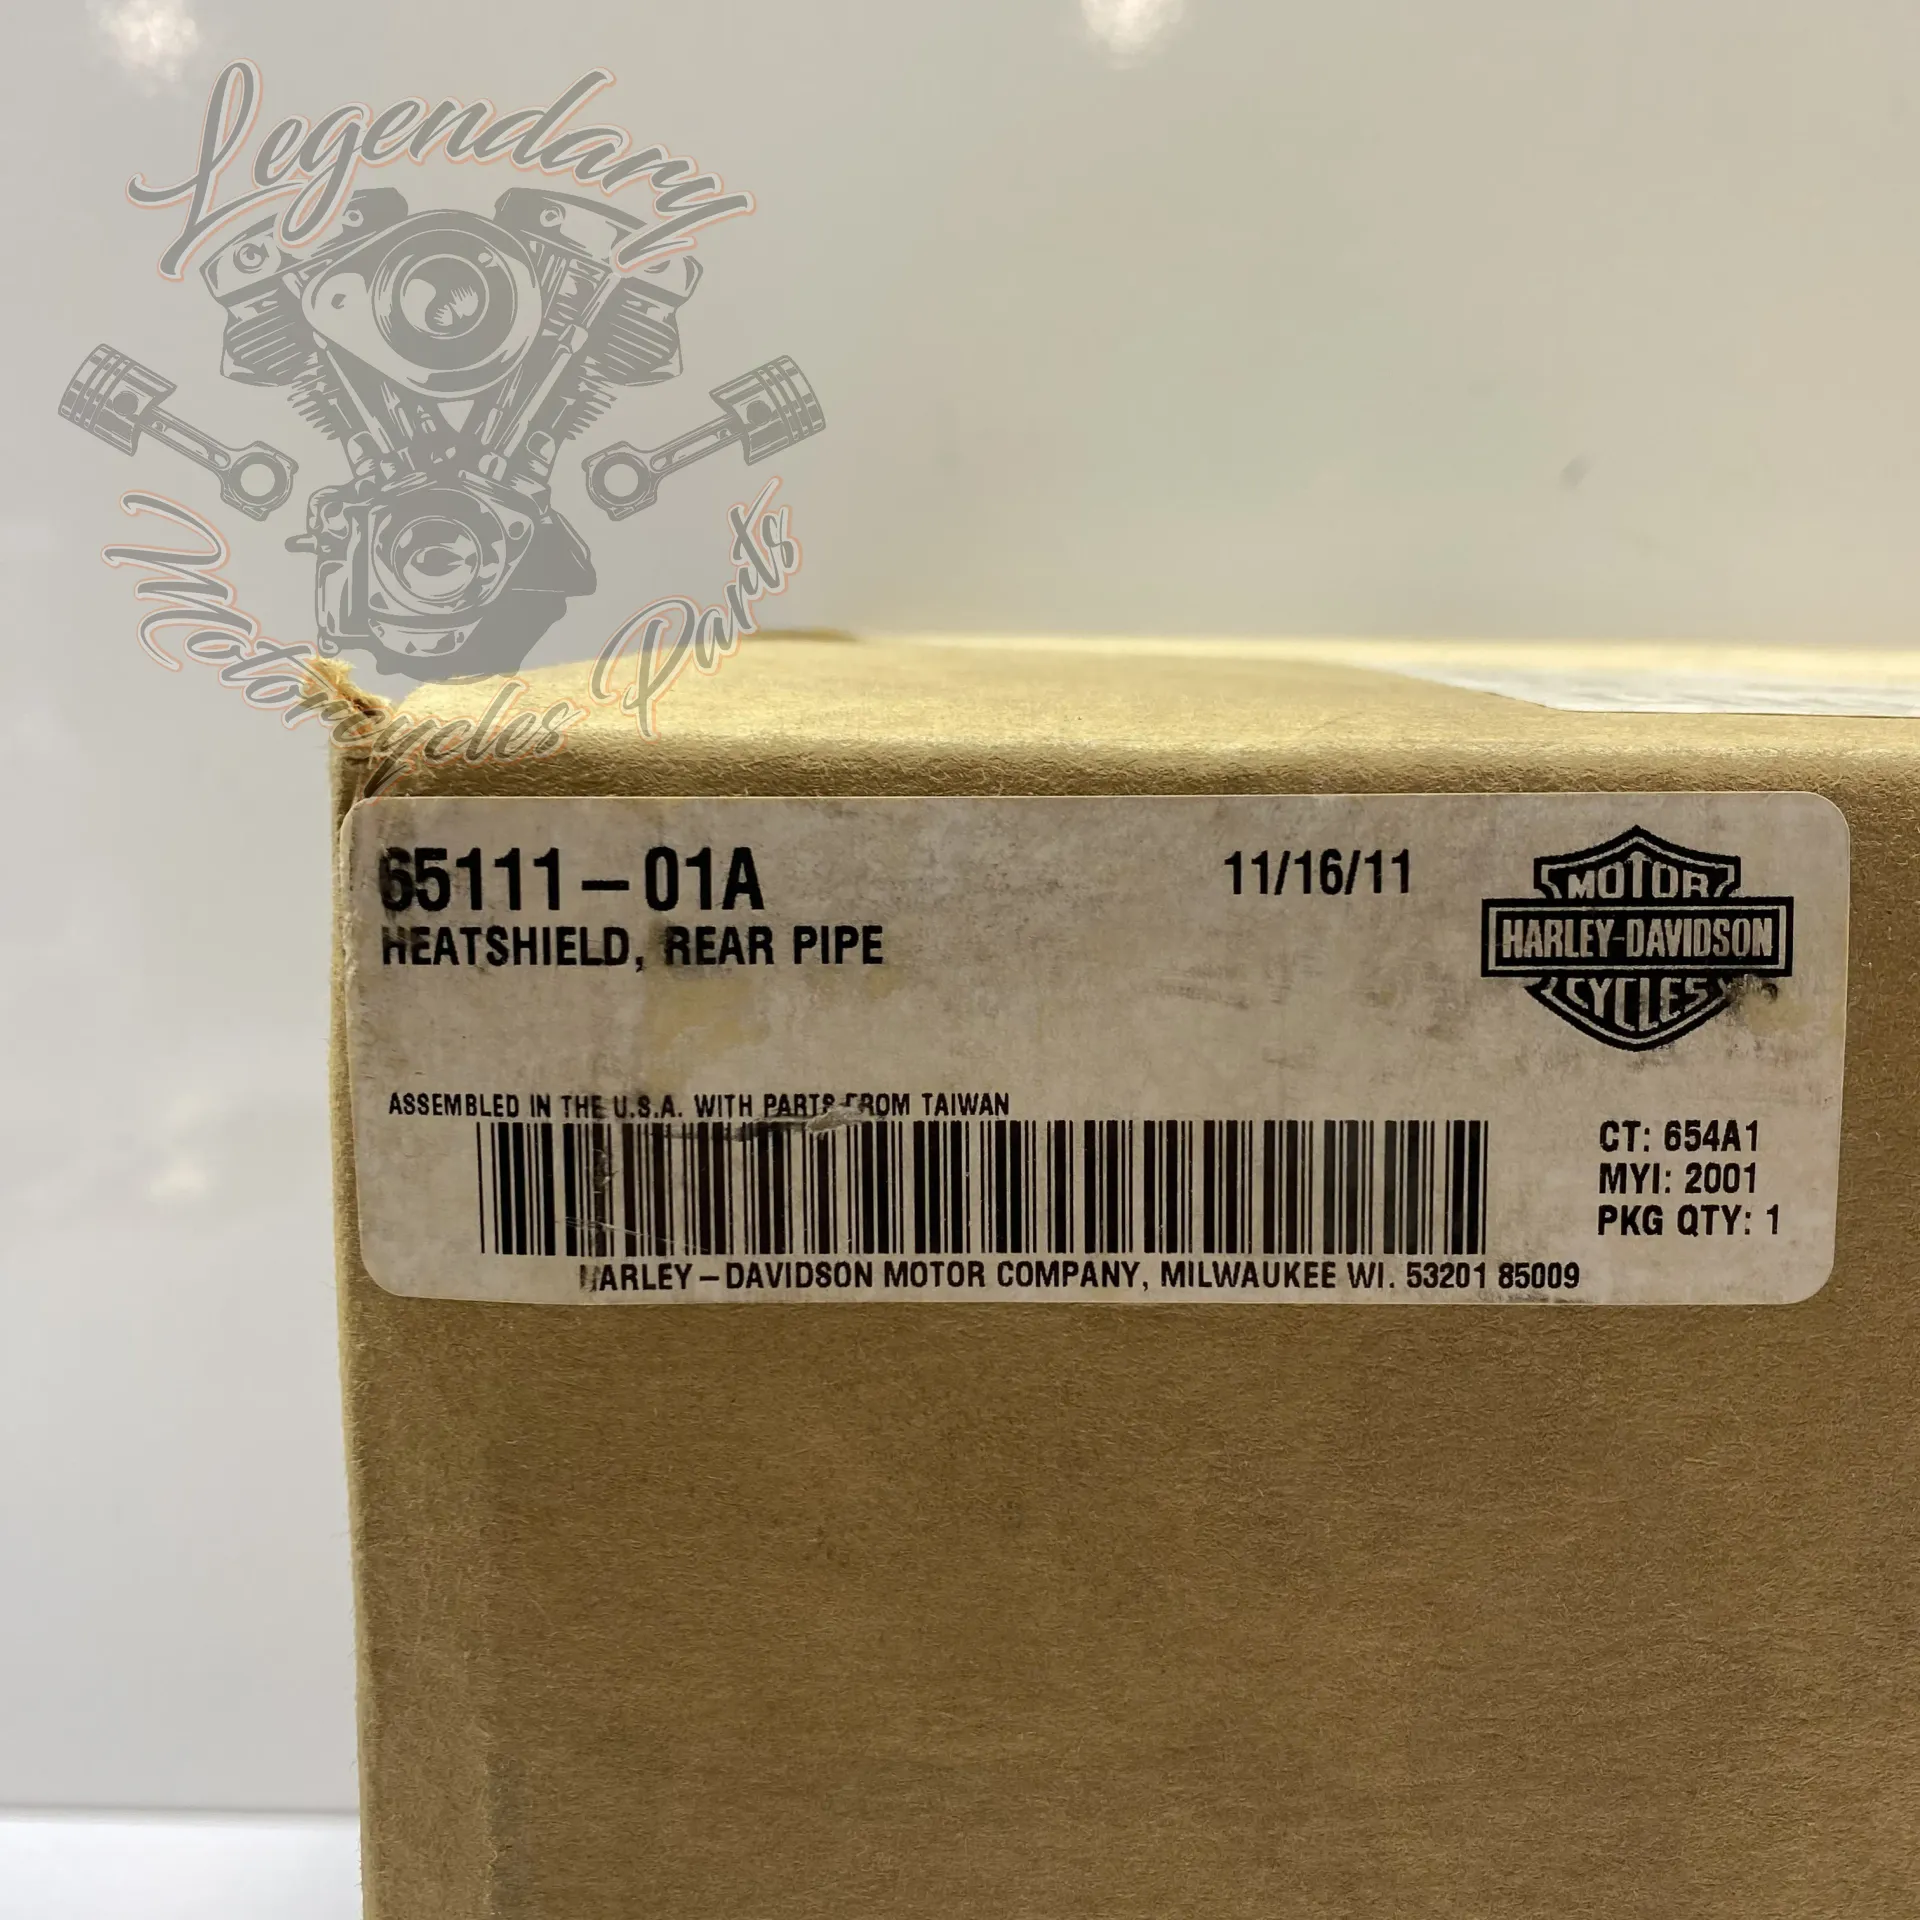 Legendary
Motorcycles Parts
65111-01A
11/16/11
HEATSHIELD, REAR PIPE
MOTOR
HARLEY-DAVIDSON
CYCLES
ASSEMBLED IN THE U.S.A. WITH PARTS FROM TAIWAN
CT: 654A1
MYI: 2001
PKG QTY: 1
HARLEY-DAVIDSON MOTOR COMPANY, MILWAUKEE WI. 53201 85009